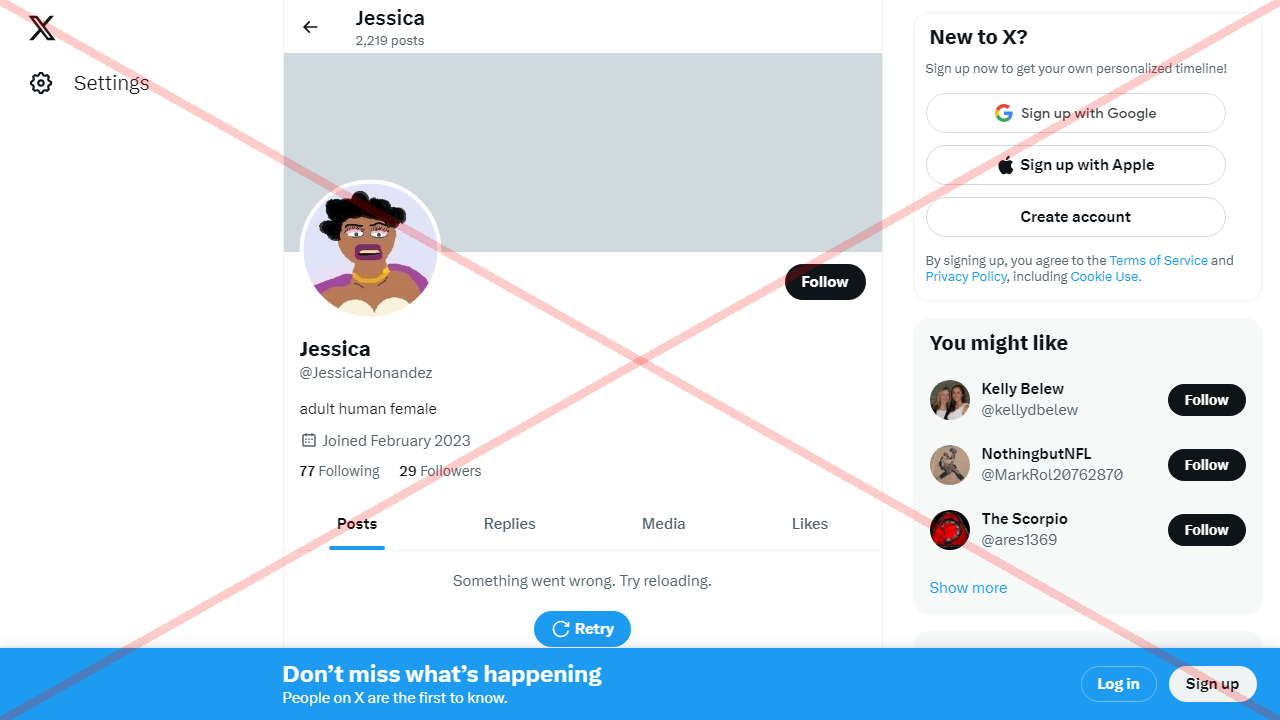 Settings
Jessica
2,219 posts
Follow
Jessica
@JessicaHonandez
adult human female
Joined February 2023
77 Following 29 Followers
Posts Replies Media Likes
Something went wrong. Try reloading.
Retry
New to X?
Sign up now to get your own personalized timeline!
Sign up with Google
Sign up with Apple
Create account
By signing up, you agree to the Terms of Service and
Privacy Policy, including Cookie Use.
You might like
Kelly Belew
@kellydbelew
Follow
NothingbutNFL
@MarkRol20762870
Follow
The Scorpio
@ares1369
Follow
Show more
Don’t miss what’s happening
People on X are the first to know.
Log in
Sign up